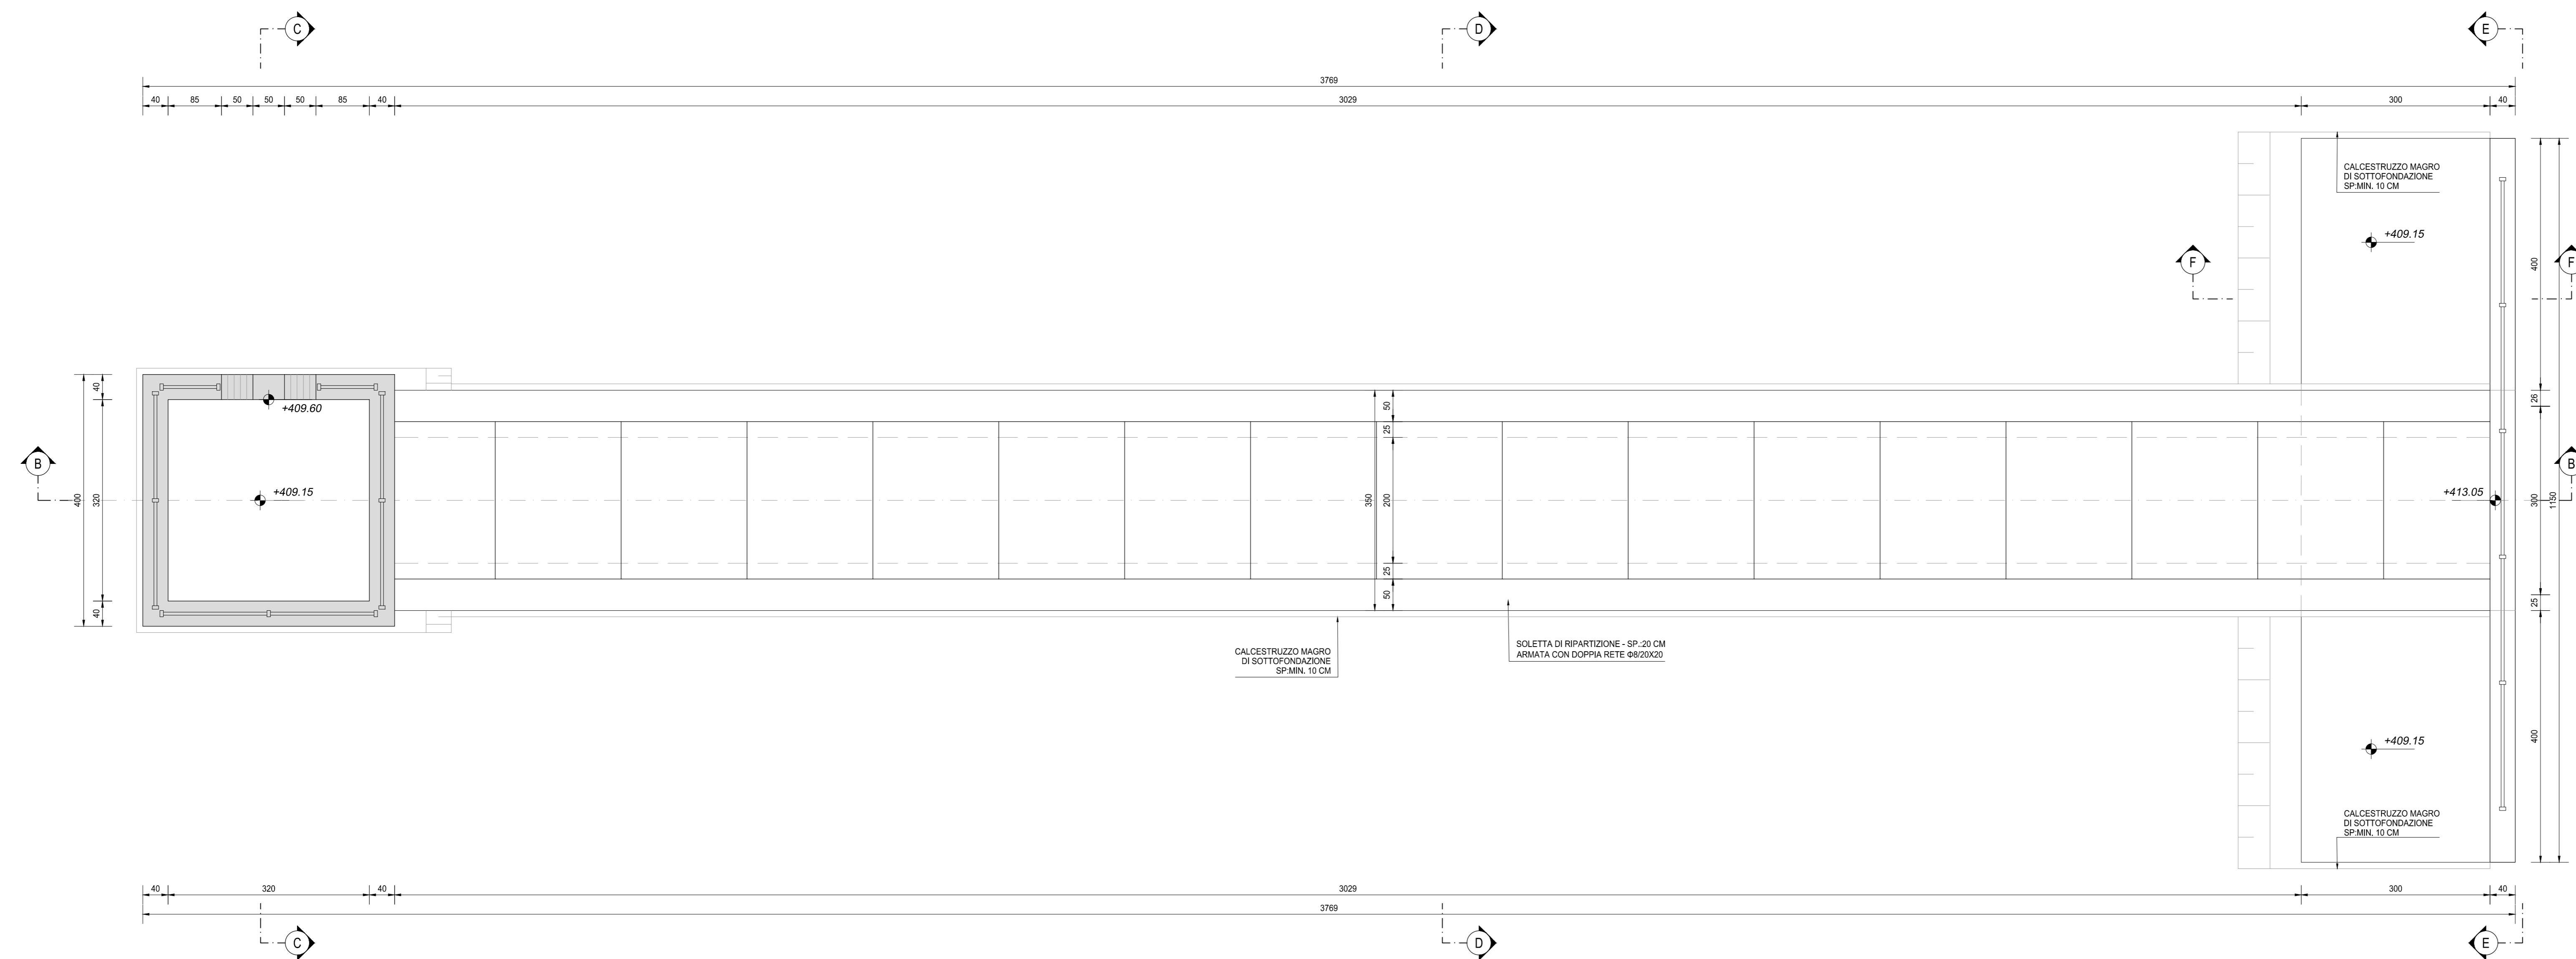 C
D
E
3769
40
85
50
50
50
85
40
3029
300
40
CALCESTRUZZO MAGRO
DI SOTTOFONDAZIONE
SP:MIN. 10 CM
+409.15
F
F
400
26
300
25
400
1150
+409.60
+409.15
B
B
40
320
40
400
50
25
200
25
50
350
+413.05
SOLETTA DI RIPARTIZIONE - SP.:20 CM
ARMATA CON DOPPIA RETE Φ8/20X20
CALCESTRUZZO MAGRO
DI SOTTOFONDAZIONE
SP:MIN. 10 CM
+409.15
CALCESTRUZZO MAGRO
DI SOTTOFONDAZIONE
SP:MIN. 10 CM
40
320
40
3029
300
40
3769
C
D
E